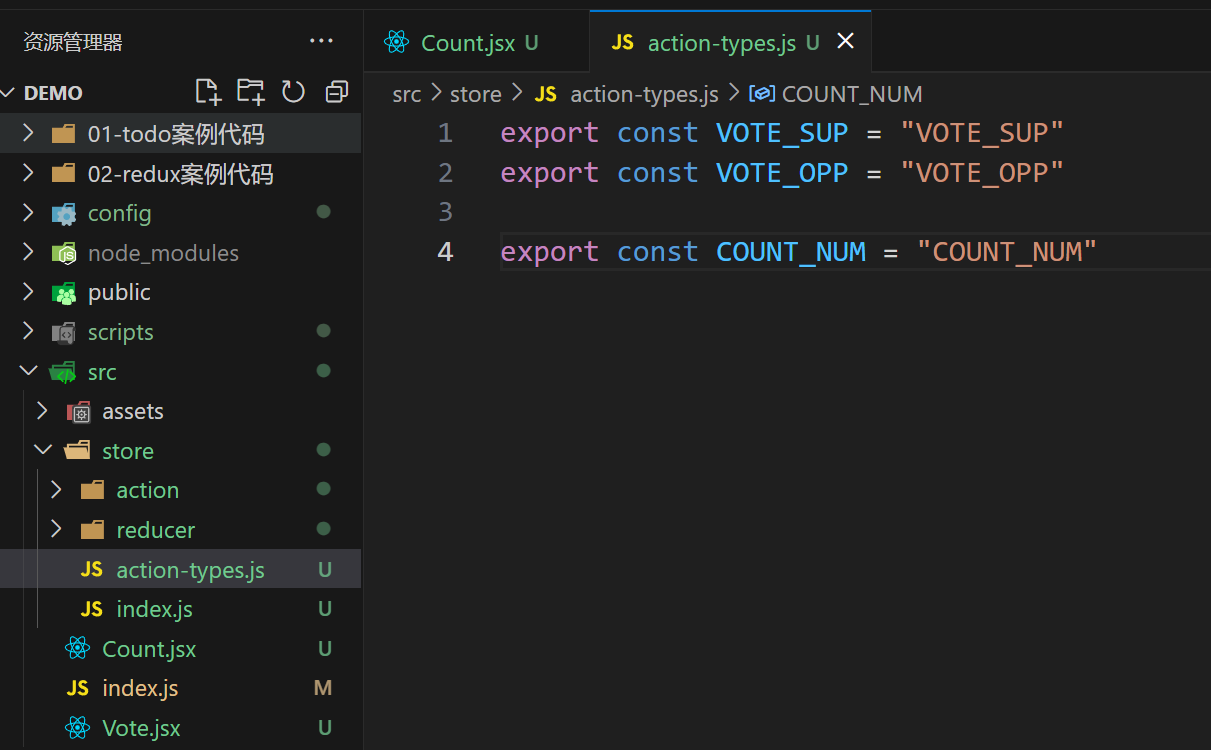 资源管理器 ...
DEMO
01-todo案例代码
02-redux案例代码
config
node_modules
public
scripts
src
assets
store
action
reducer
JS action-types.js U
JS index.js U
Count.jsx U
JS index.js M
Vote.jsx U
Count.jsx U
JS action-types.js U
src > store > JS action-types.js > COUNT_NUM
1 export const VOTE_SUP = "VOTE_SUP"
2 export const VOTE_OPP = "VOTE_OPP"
3
4 export const COUNT_NUM = "COUNT_NUM"